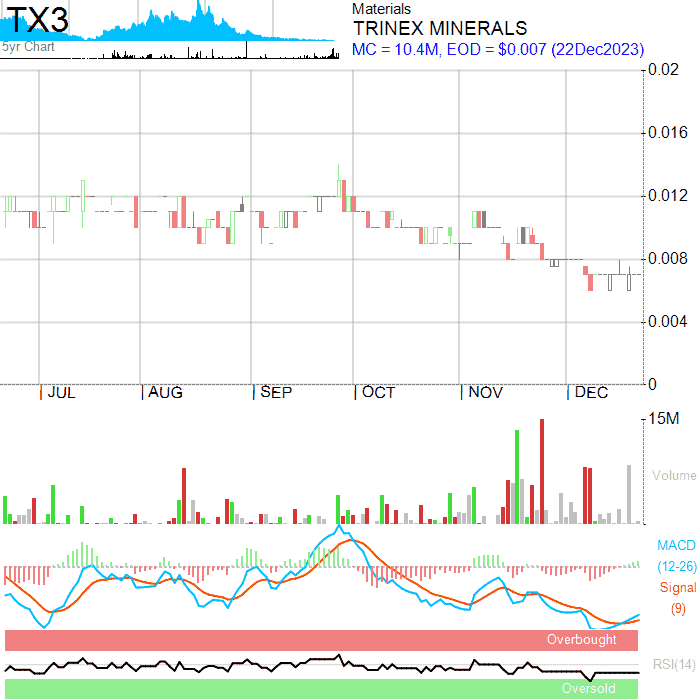 TX3
5yr Chart
Materials
TRINEX MINERALS
MC = 10.4M, EOD = $0.007 (22Dec2023)
0.02
0.016
0.012
0.008
0.004
0
JUL AUG SEP OCT NOV DEC
15M
Volume
MACD
(12-26)
Signal
(9)
Overbought
RSI(14)
Oversold